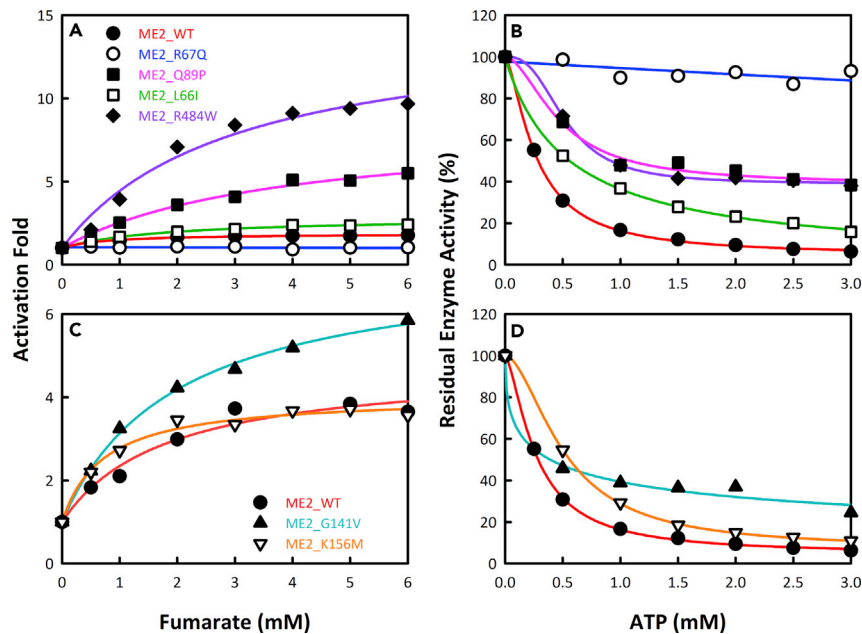 A
ME2_WT
ME2_R67Q
ME2_Q89P
ME2_L66I
ME2_R484W
15
10
5
0
0 1 2 3 4 5 6
B
120
100
80
60
40
20
0
0.0 0.5 1.0 1.5 2.0 2.5 3.0
Activation Fold
Residual Enzyme Activity (%)
C
6
4
2
0
0 1 2 3 4 5 6
ME2_WT
ME2_G141V
ME2_K156M
Fumarate (mM)
D
120
100
80
60
40
20
0
0.0 0.5 1.0 1.5 2.0 2.5 3.0
ATP (mM)